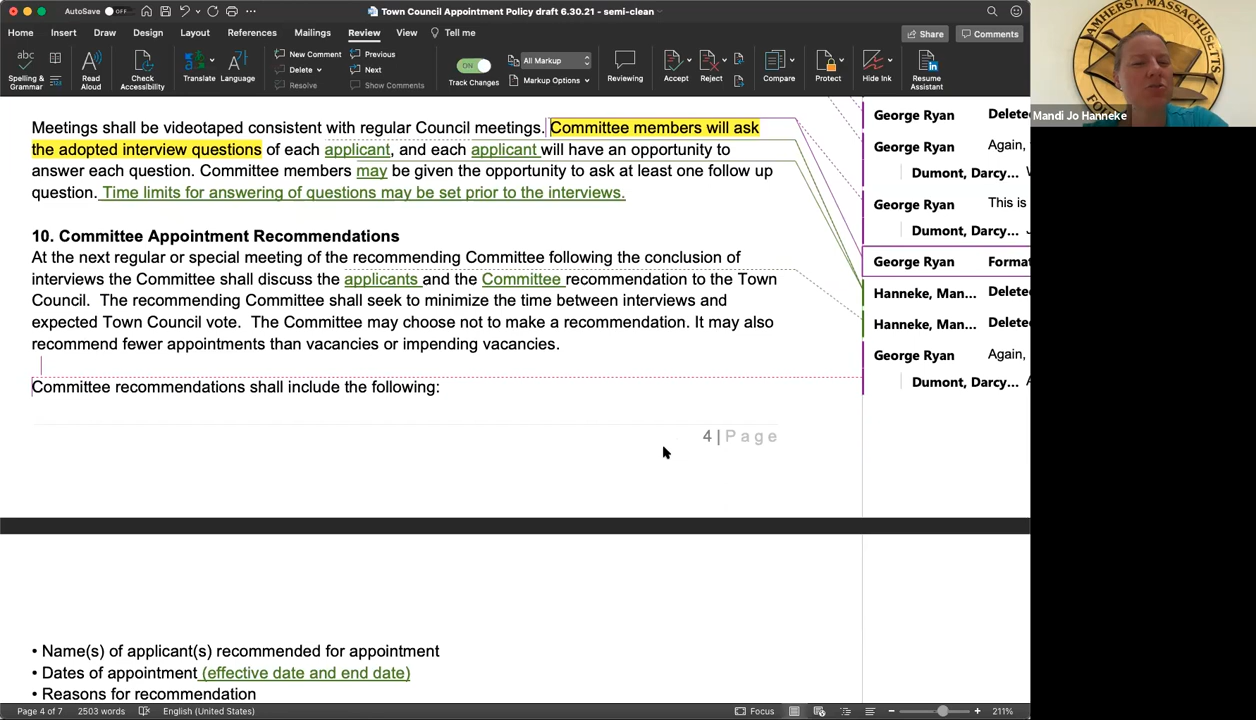 AutoSave OFF
Town Council Appointment Policy draft 6.30.21 - semi-clean
Home Insert Draw Design Layout References Mailings Review View Tell me
Share Comments
Spelling & Grammar
Read Aloud
Check Accessibility
Translate Language
New Comment
Delete
Resolve
Previous
Next
Show Comments
ON
Track Changes
All Markup
Markup Options
Reviewing
Accept Reject
Compare
Protect
Hide Ink
Resume Assistant
Meetings shall be videotaped consistent with regular Council meetings. Committee members will ask
the adopted interview questions of each applicant, and each applicant will have an opportunity to
answer each question. Committee members may be given the opportunity to ask at least one follow up
question. Time limits for answering of questions may be set prior to the interviews.
10. Committee Appointment Recommendations
At the next regular or special meeting of the recommending Committee following the conclusion of
interviews the Committee shall discuss the applicants and the Committee recommendation to the Town
Council. The recommending Committee shall seek to minimize the time between interviews and
expected Town Council vote. The Committee may choose not to make a recommendation. It may also
recommend fewer appointments than vacancies or impending vacancies.
Committee recommendations shall include the following:
4 | Page
• Name(s) of applicant(s) recommended for appointment
• Dates of appointment (effective date and end date)
• Reasons for recommendation
George Ryan Delete
George Ryan Again,
Dumont, Darcy...
George Ryan This is
Dumont, Darcy...
George Ryan Format
Hanneke, Man... Delete
Hanneke, Man... Delete
George Ryan Again,
Dumont, Darcy...
Page 4 of 7 2503 words English (United States)
Focus 211%
AMHERST, MASSACHUSETTS
Mandi Jo Hanneke